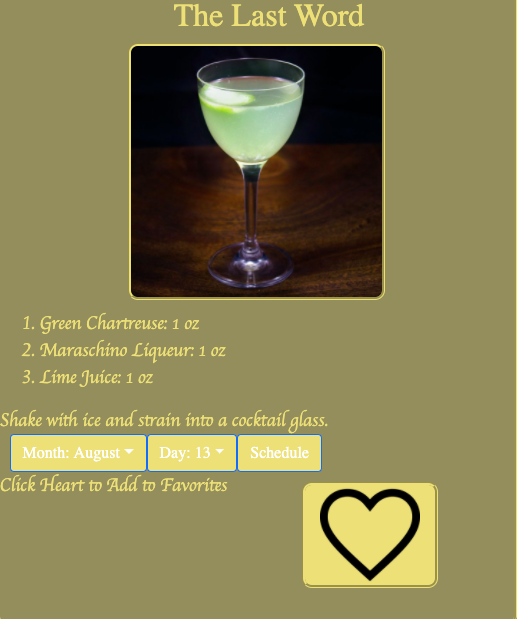 The Last Word
1. Green Chartreuse: 1 oz
2. Maraschino Liqueur: 1 oz
3. Lime Juice: 1 oz
Shake with ice and strain into a cocktail glass.
Month: August Day: 13 Schedule
Click Heart to Add to Favorites